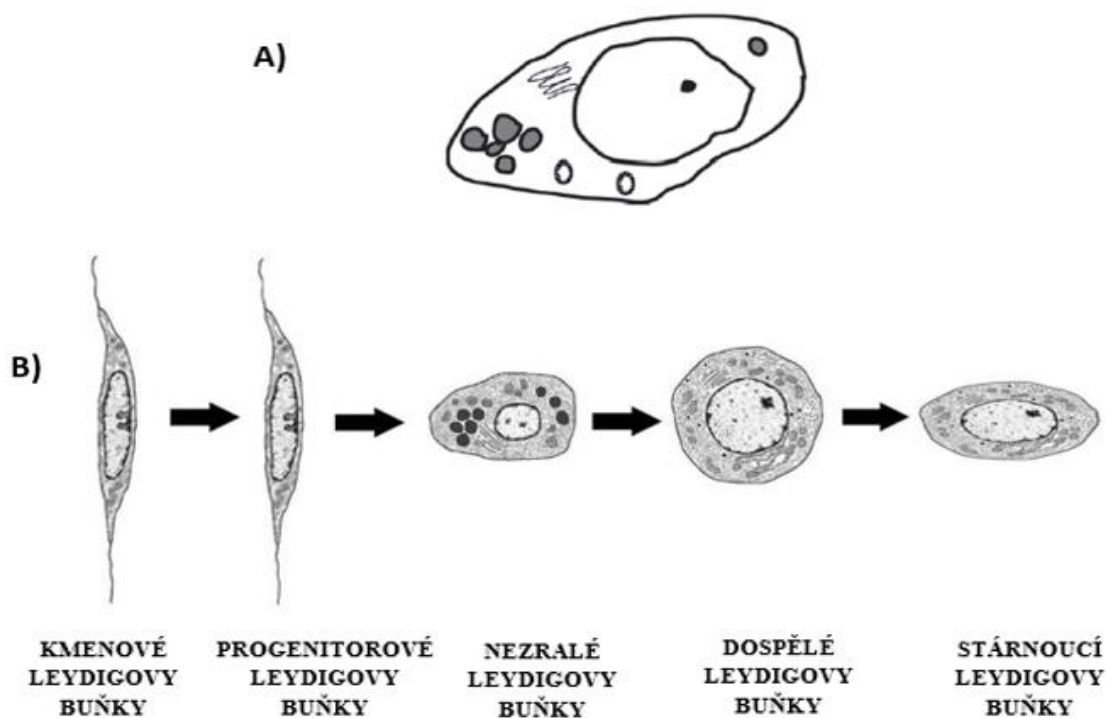 A)
B)
KMENOVÉ
LEYDIGOVY
BUŇKY
PROGENITOROVÉ
LEYDIGOVY
BUŇKY
NEZRALÉ
LEYDIGOVY
BUŇKY
DOSPĚLÉ
LEYDIGOVY
BUŇKY
STÁRNOUCÍ
LEYDIGOVY
BUŇKY